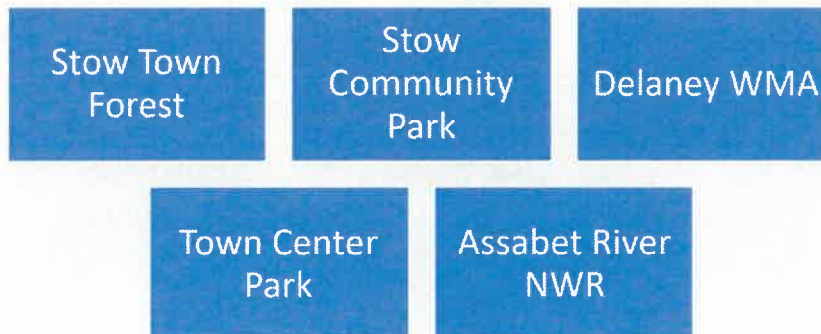 Stow Town
Forest
Stow
Community
Park
Delaney WMA
Town Center
Park
Assabet River
NWR